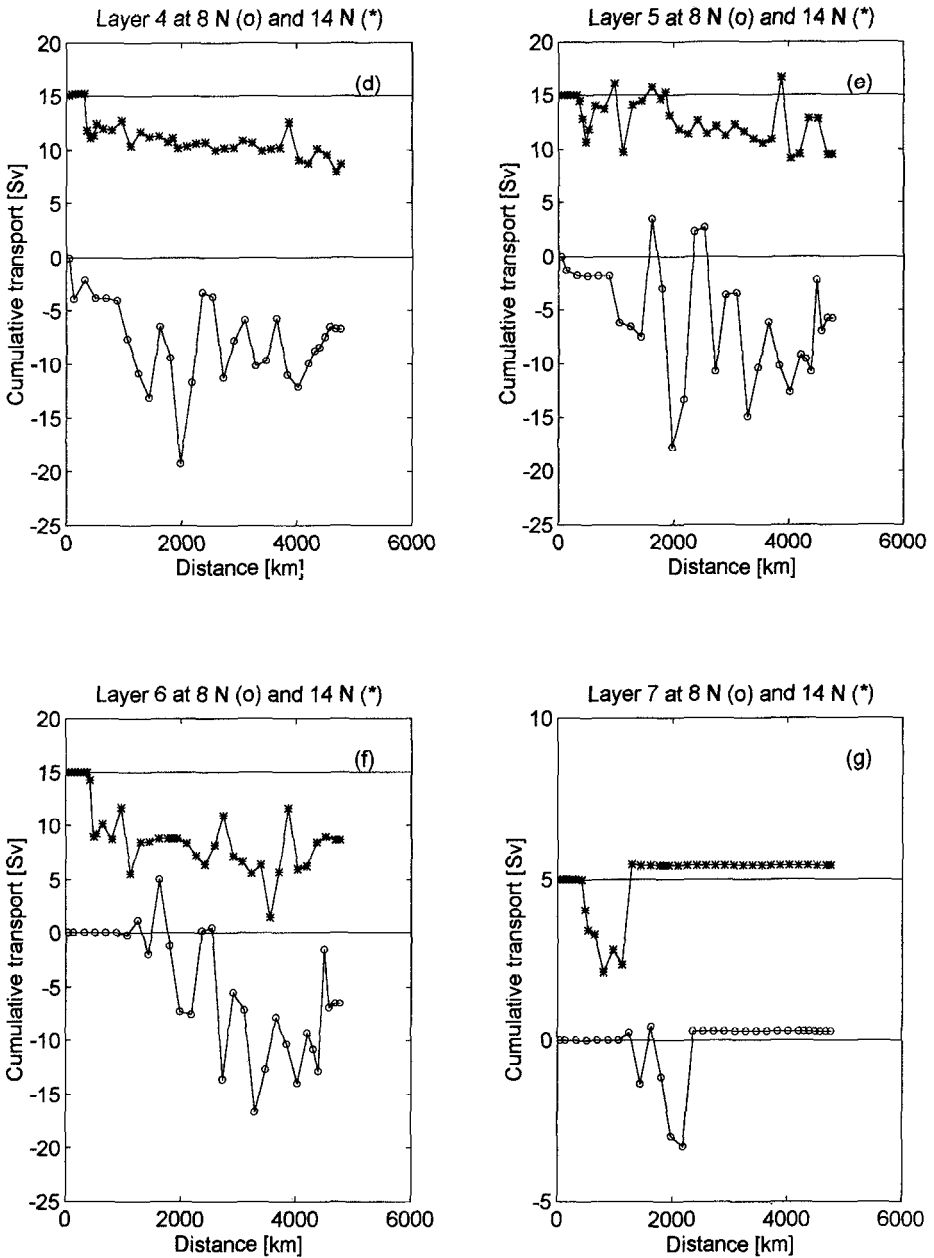 Layer 4 at 8 N (o) and 14 N (*)
(d)
20
15
10
5
0
-5
-10
-15
-20
-25
Cumulative transport [Sv]
0 2000 4000 6000
Distance [km]
Layer 5 at 8 N (o) and 14 N (*)
(e)
20
15
10
5
0
-5
-10
-15
-20
-25
Cumulative transport [Sv]
0 2000 4000 6000
Distance [km]
Layer 6 at 8 N (o) and 14 N (*)
(f)
20
15
10
5
0
-5
-10
-15
-20
-25
Cumulative transport [Sv]
0 2000 4000 6000
Distance [km]
Layer 7 at 8 N (o) and 14 N (*)
(g)
10
5
0
-5
Cumulative transport [Sv]
0 2000 4000 6000
Distance [km]